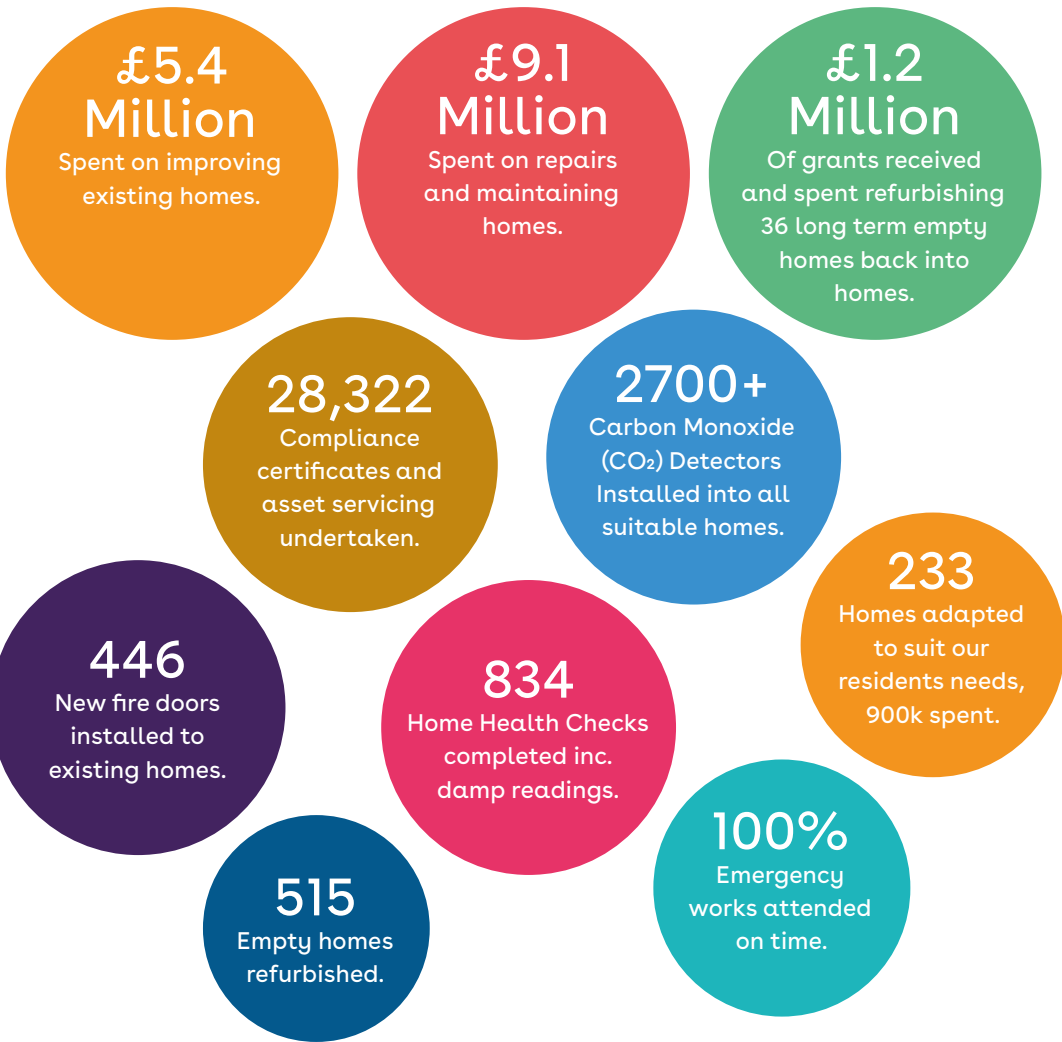 £5.4
Million
Spent on improving
existing homes.
£9.1
Million
Spent on repairs
and maintaining
homes.
£1.2
Million
Of grants received
and spent refurbishing
36 long term empty
homes back into
homes.
28,322
Compliance
certificates and
asset servicing
undertaken.
2700+
Carbon Monoxide
(CO₂) Detectors
Installed into all
suitable homes.
233
Homes adapted
to suit our
residents needs,
900k spent.
446
New fire doors
installed to
existing homes.
834
Home Health Checks
completed inc.
damp readings.
100%
Emergency
works attended
on time.
515
Empty homes
refurbished.